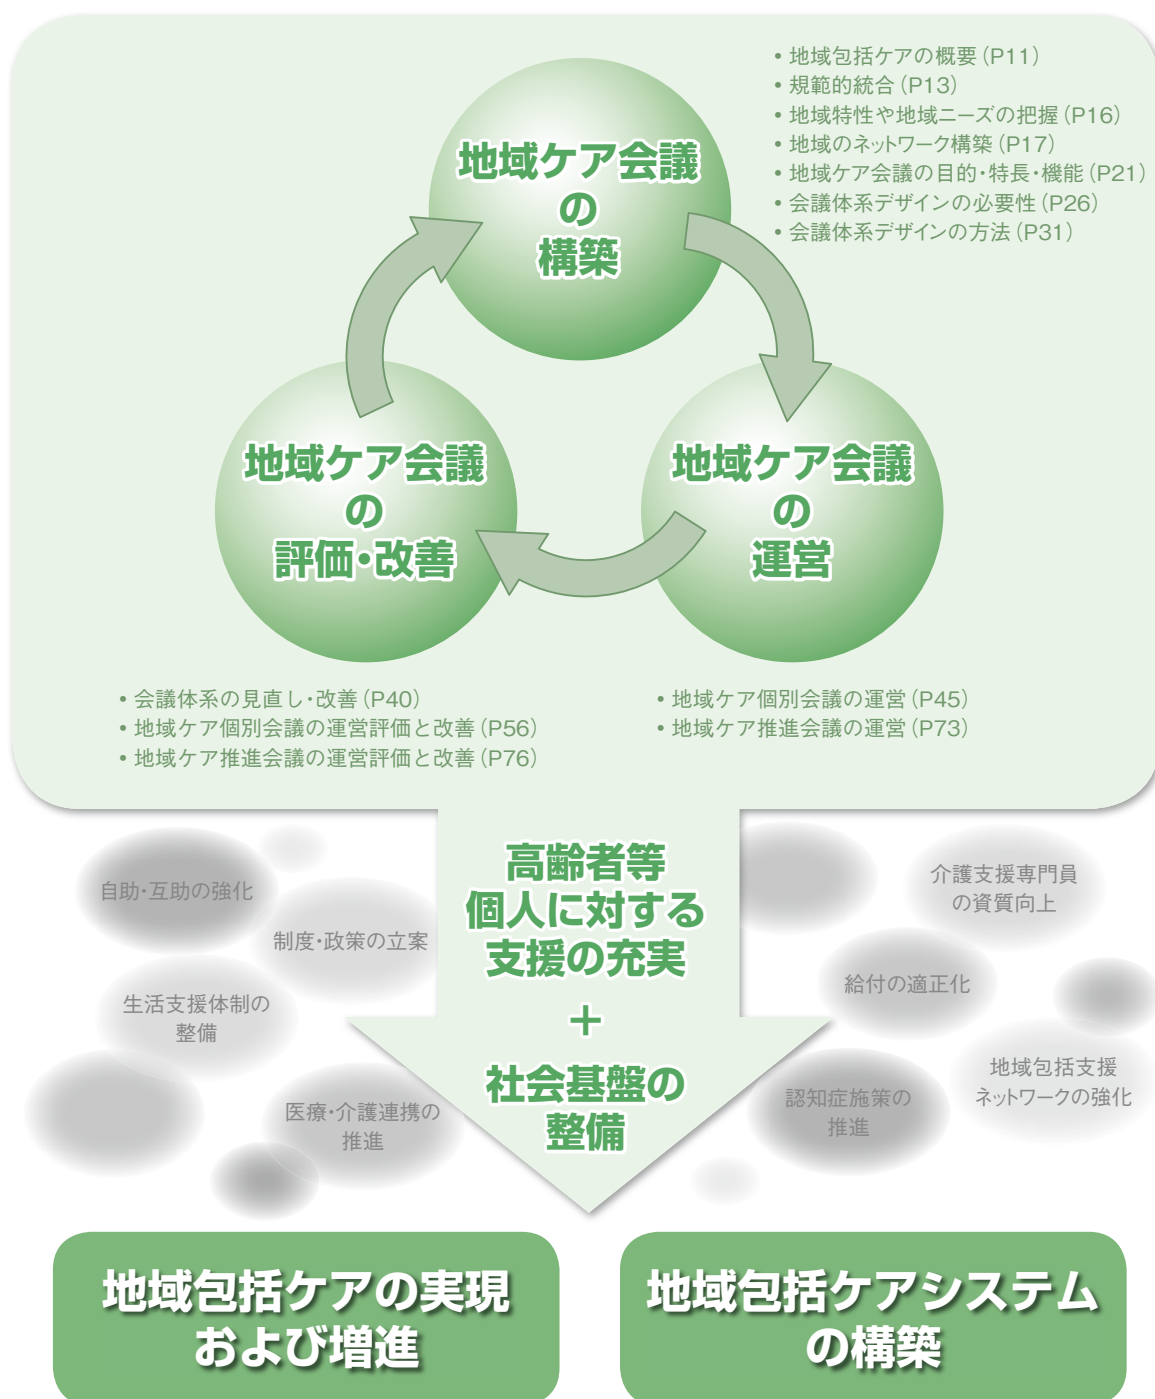 地域ケア会議
の
構築
• 地域包括ケアの概要（P11）
• 規範的統合（P13）
• 地域特性や地域ニーズの把握（P16）
• 地域のネットワーク構築（P17）
• 地域ケア会議の目的・特長・機能（P21）
• 会議体系デザインの必要性（P26）
• 会議体系デザインの方法（P31）
地域ケア会議
の
評価・改善
地域ケア会議
の
運営
• 会議体系の見直し・改善（P40）
• 地域ケア個別会議の運営評価と改善（P56）
• 地域ケア推進会議の運営評価と改善（P76）
• 地域ケア個別会議の運営（P45）
• 地域ケア推進会議の運営（P73）
高齢者等
個人に対する
支援の充実
＋
社会基盤の
整備
自助・互助の強化
制度・政策の立案
生活支援体制の
整備
医療・介護連携の
推進
介護支援専門員
の資質向上
給付の適正化
地域包括支援
ネットワークの強化
認知症施策の
推進
地域包括ケアの実現
および増進
地域包括ケアシステム
の構築